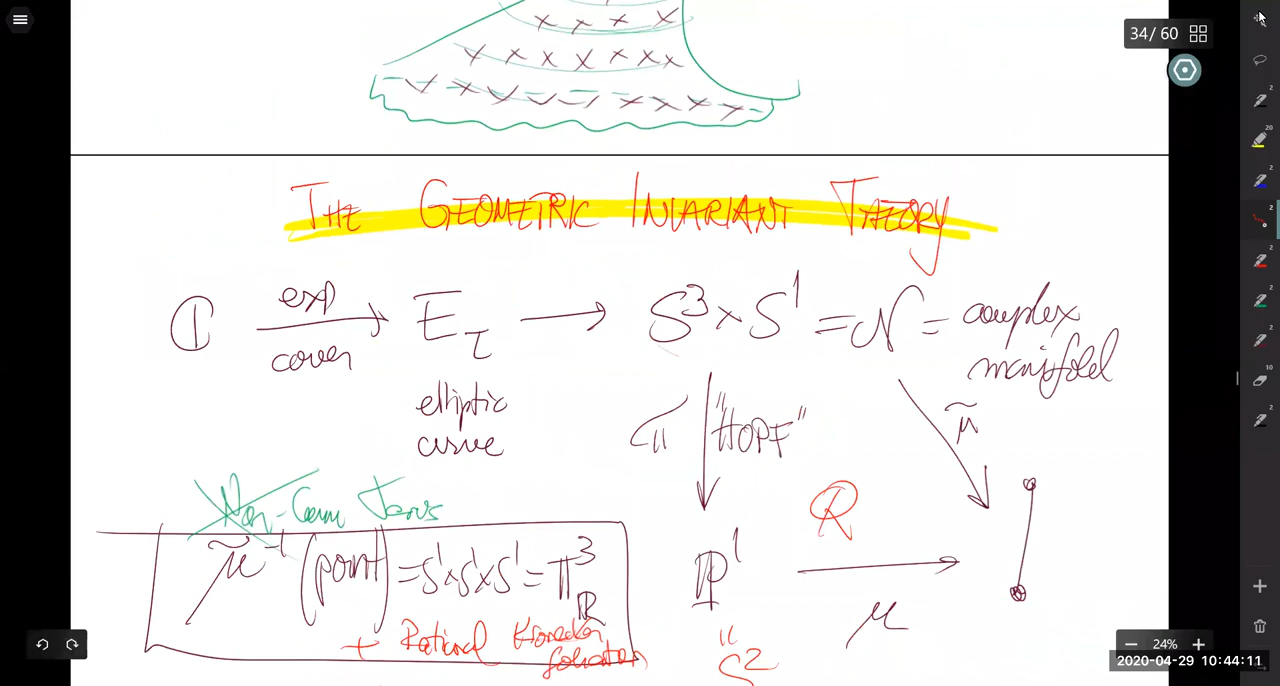 34/60
THE GEOMETRIC INVARIANT THEORY
exp
cover
E_τ
elliptic
curve
S³ × S¹ = N = complex
manifold
π "HOPF"
μ̃
Non-Com Torus
μ̃⁻¹ (point) = S¹×S¹×S¹ = 𝕋³_ℝ
+ Rational Kronecker
foliation
ℙ¹
"
S²
μ
24%
2020-04-29 10:44:11